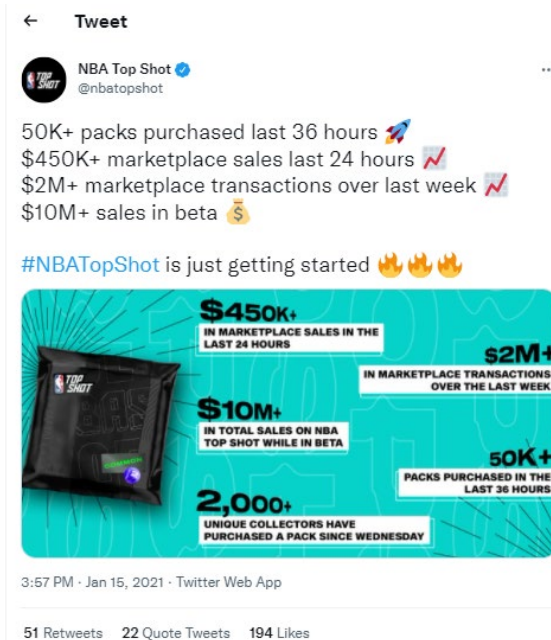 ← Tweet
NBA Top Shot
@nbatopshot
50K+ packs purchased last 36 hours 🚀
$450K+ marketplace sales last 24 hours 📈
$2M+ marketplace transactions over last week 📈
$10M+ sales in beta 💰
#NBATopShot is just getting started 🔥🔥🔥
$450K+
IN MARKETPLACE SALES IN THE
LAST 24 HOURS
$2M+
IN MARKETPLACE TRANSACTIONS
OVER THE LAST WEEK
TOP
SHOT
$10M+
IN TOTAL SALES ON NBA
TOP SHOT WHILE IN BETA
COMMON
50K+
PACKS PURCHASED IN THE
LAST 36 HOURS
2,000+
UNIQUE COLLECTORS HAVE
PURCHASED A PACK SINCE WEDNESDAY
3:57 PM · Jan 15, 2021 · Twitter Web App
51 Retweets 22 Quote Tweets 194 Likes